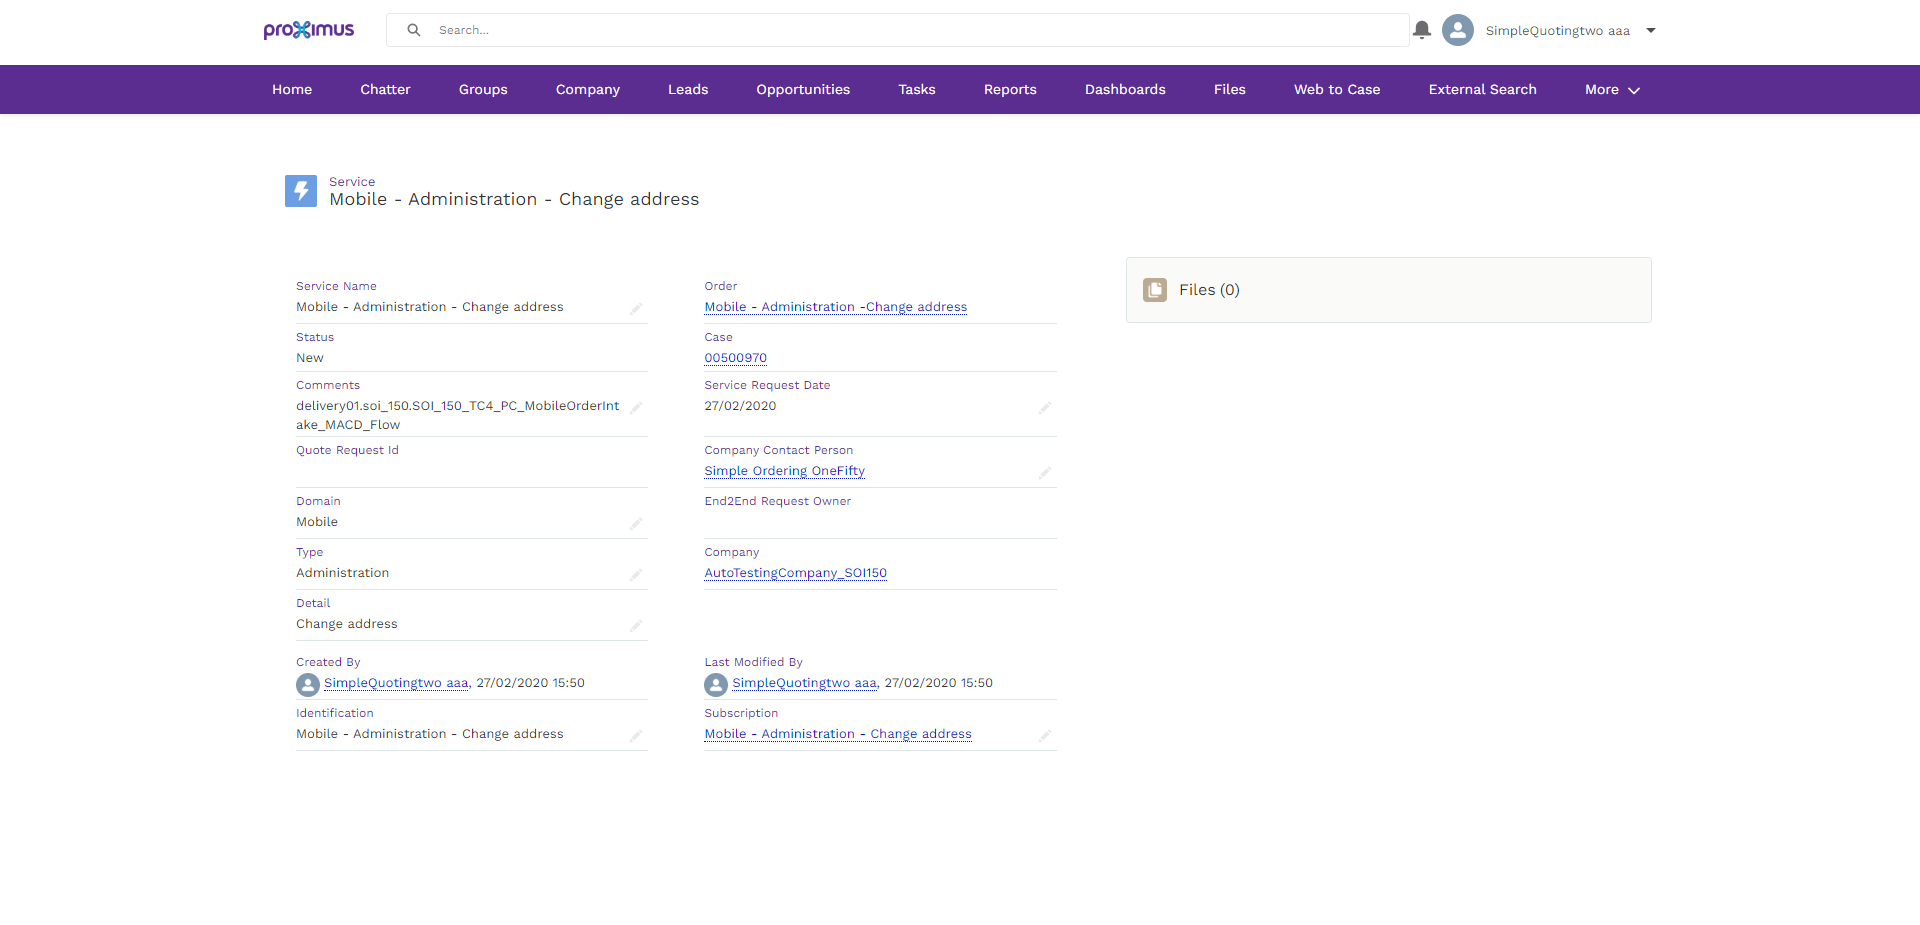 proximus
Search...
SimpleQuotingtwo aaa
Home Chatter Groups Company Leads Opportunities Tasks Reports Dashboards Files Web to Case External Search More
Service
Mobile - Administration - Change address
Service Name
Mobile - Administration - Change address
Order
Mobile - Administration -Change address
Files (0)
Status
New
Case
00500970
Comments
delivery01.soi_150.SOI_150_TC4_PC_MobileOrderInt
ake_MACD_Flow
Service Request Date
27/02/2020
Quote Request Id
Company Contact Person
Simple Ordering OneFifty
Domain
Mobile
End2End Request Owner
Type
Administration
Company
AutoTestingCompany_SOI150
Detail
Change address
Created By
SimpleQuotingtwo aaa, 27/02/2020 15:50
Last Modified By
SimpleQuotingtwo aaa, 27/02/2020 15:50
Identification
Mobile - Administration - Change address
Subscription
Mobile - Administration - Change address